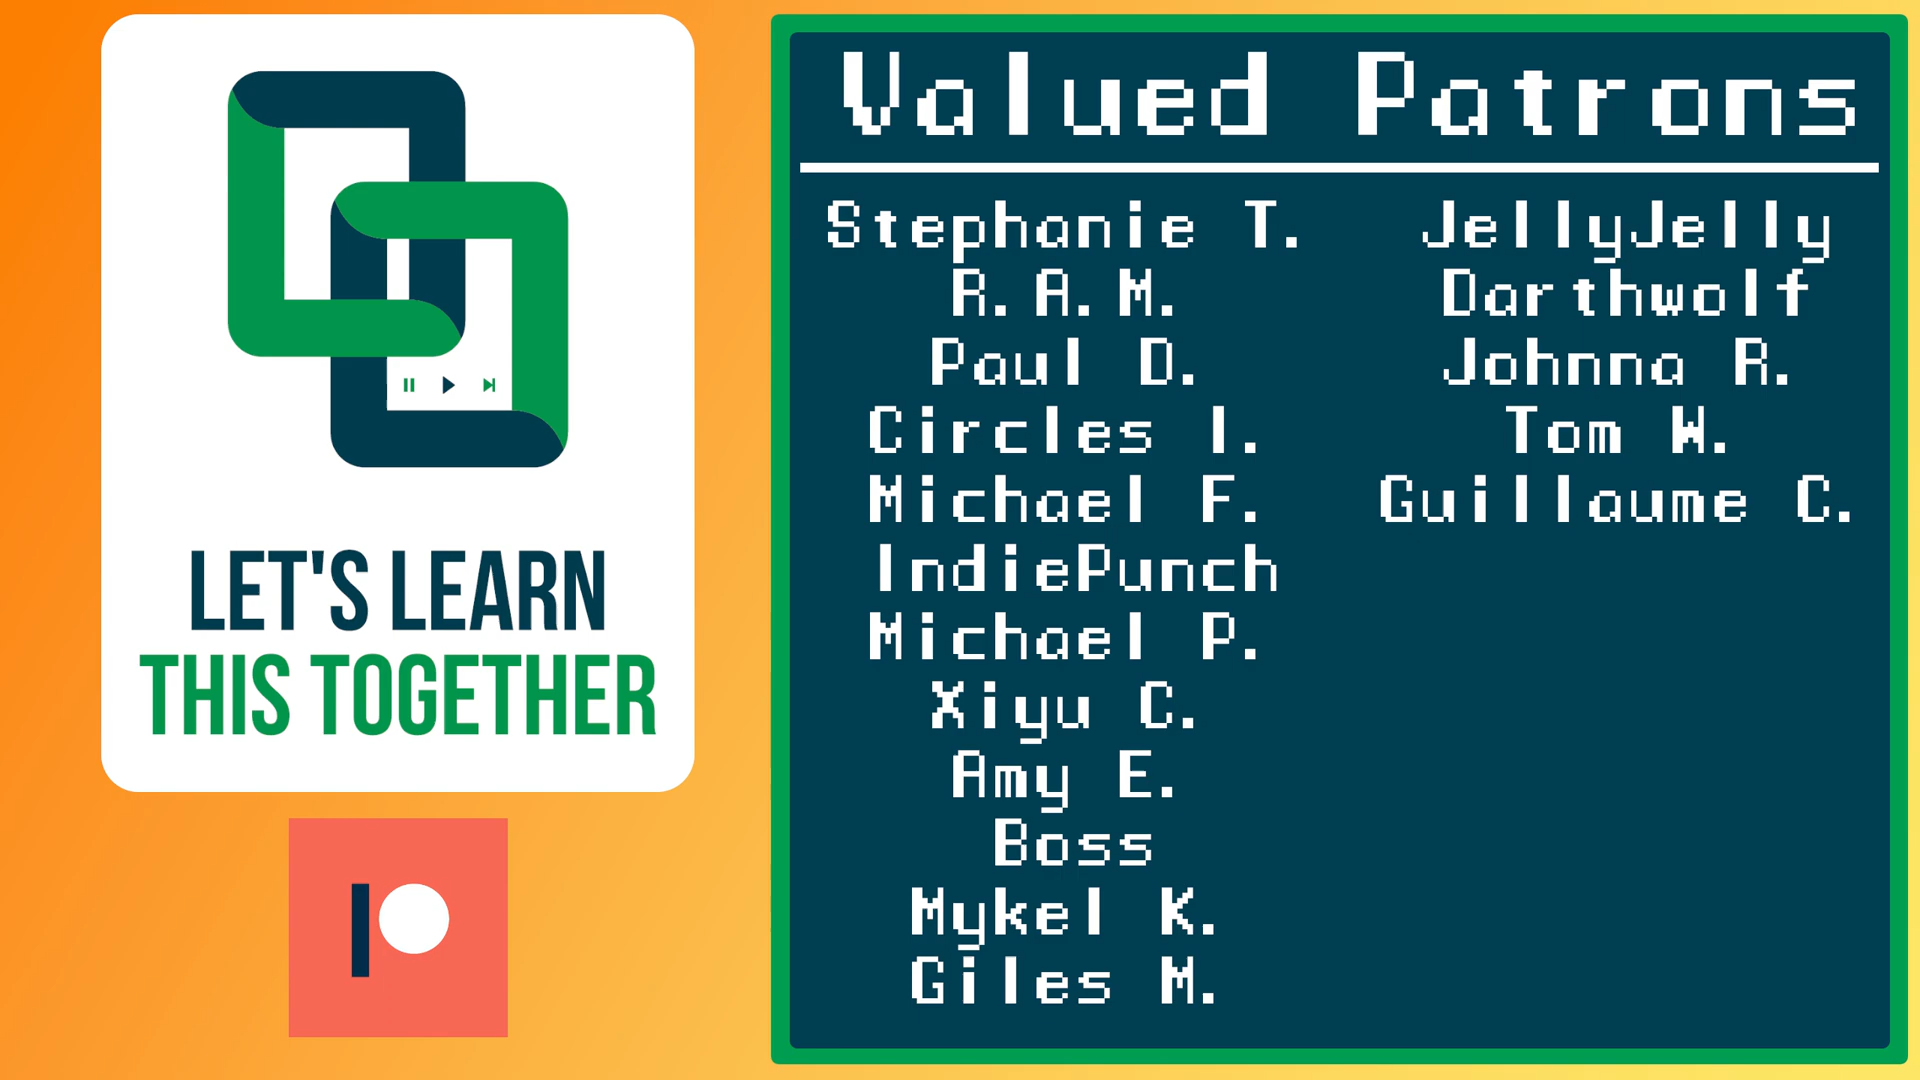 LET'S LEARN
THIS TOGETHER
Valued Patrons
Stephanie T.
R.A.M.
Paul D.
Circles I.
Michael F.
IndiePunch
Michael P.
Xiyu C.
Amy E.
Boss
Mykel K.
Giles M.
JellyJelly
Darthwolf
Johnna R.
Tom W.
Guillaume C.